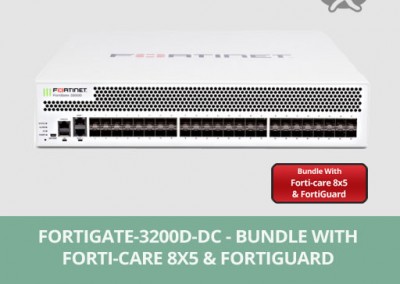 FORTINET
FORTINET
FortiGate 3200D
Bundle With
Forti-care 8x5
& FortiGuard
FORTIGATE-3200D-DC - BUNDLE WITH
FORTI-CARE 8X5 & FORTIGUARD